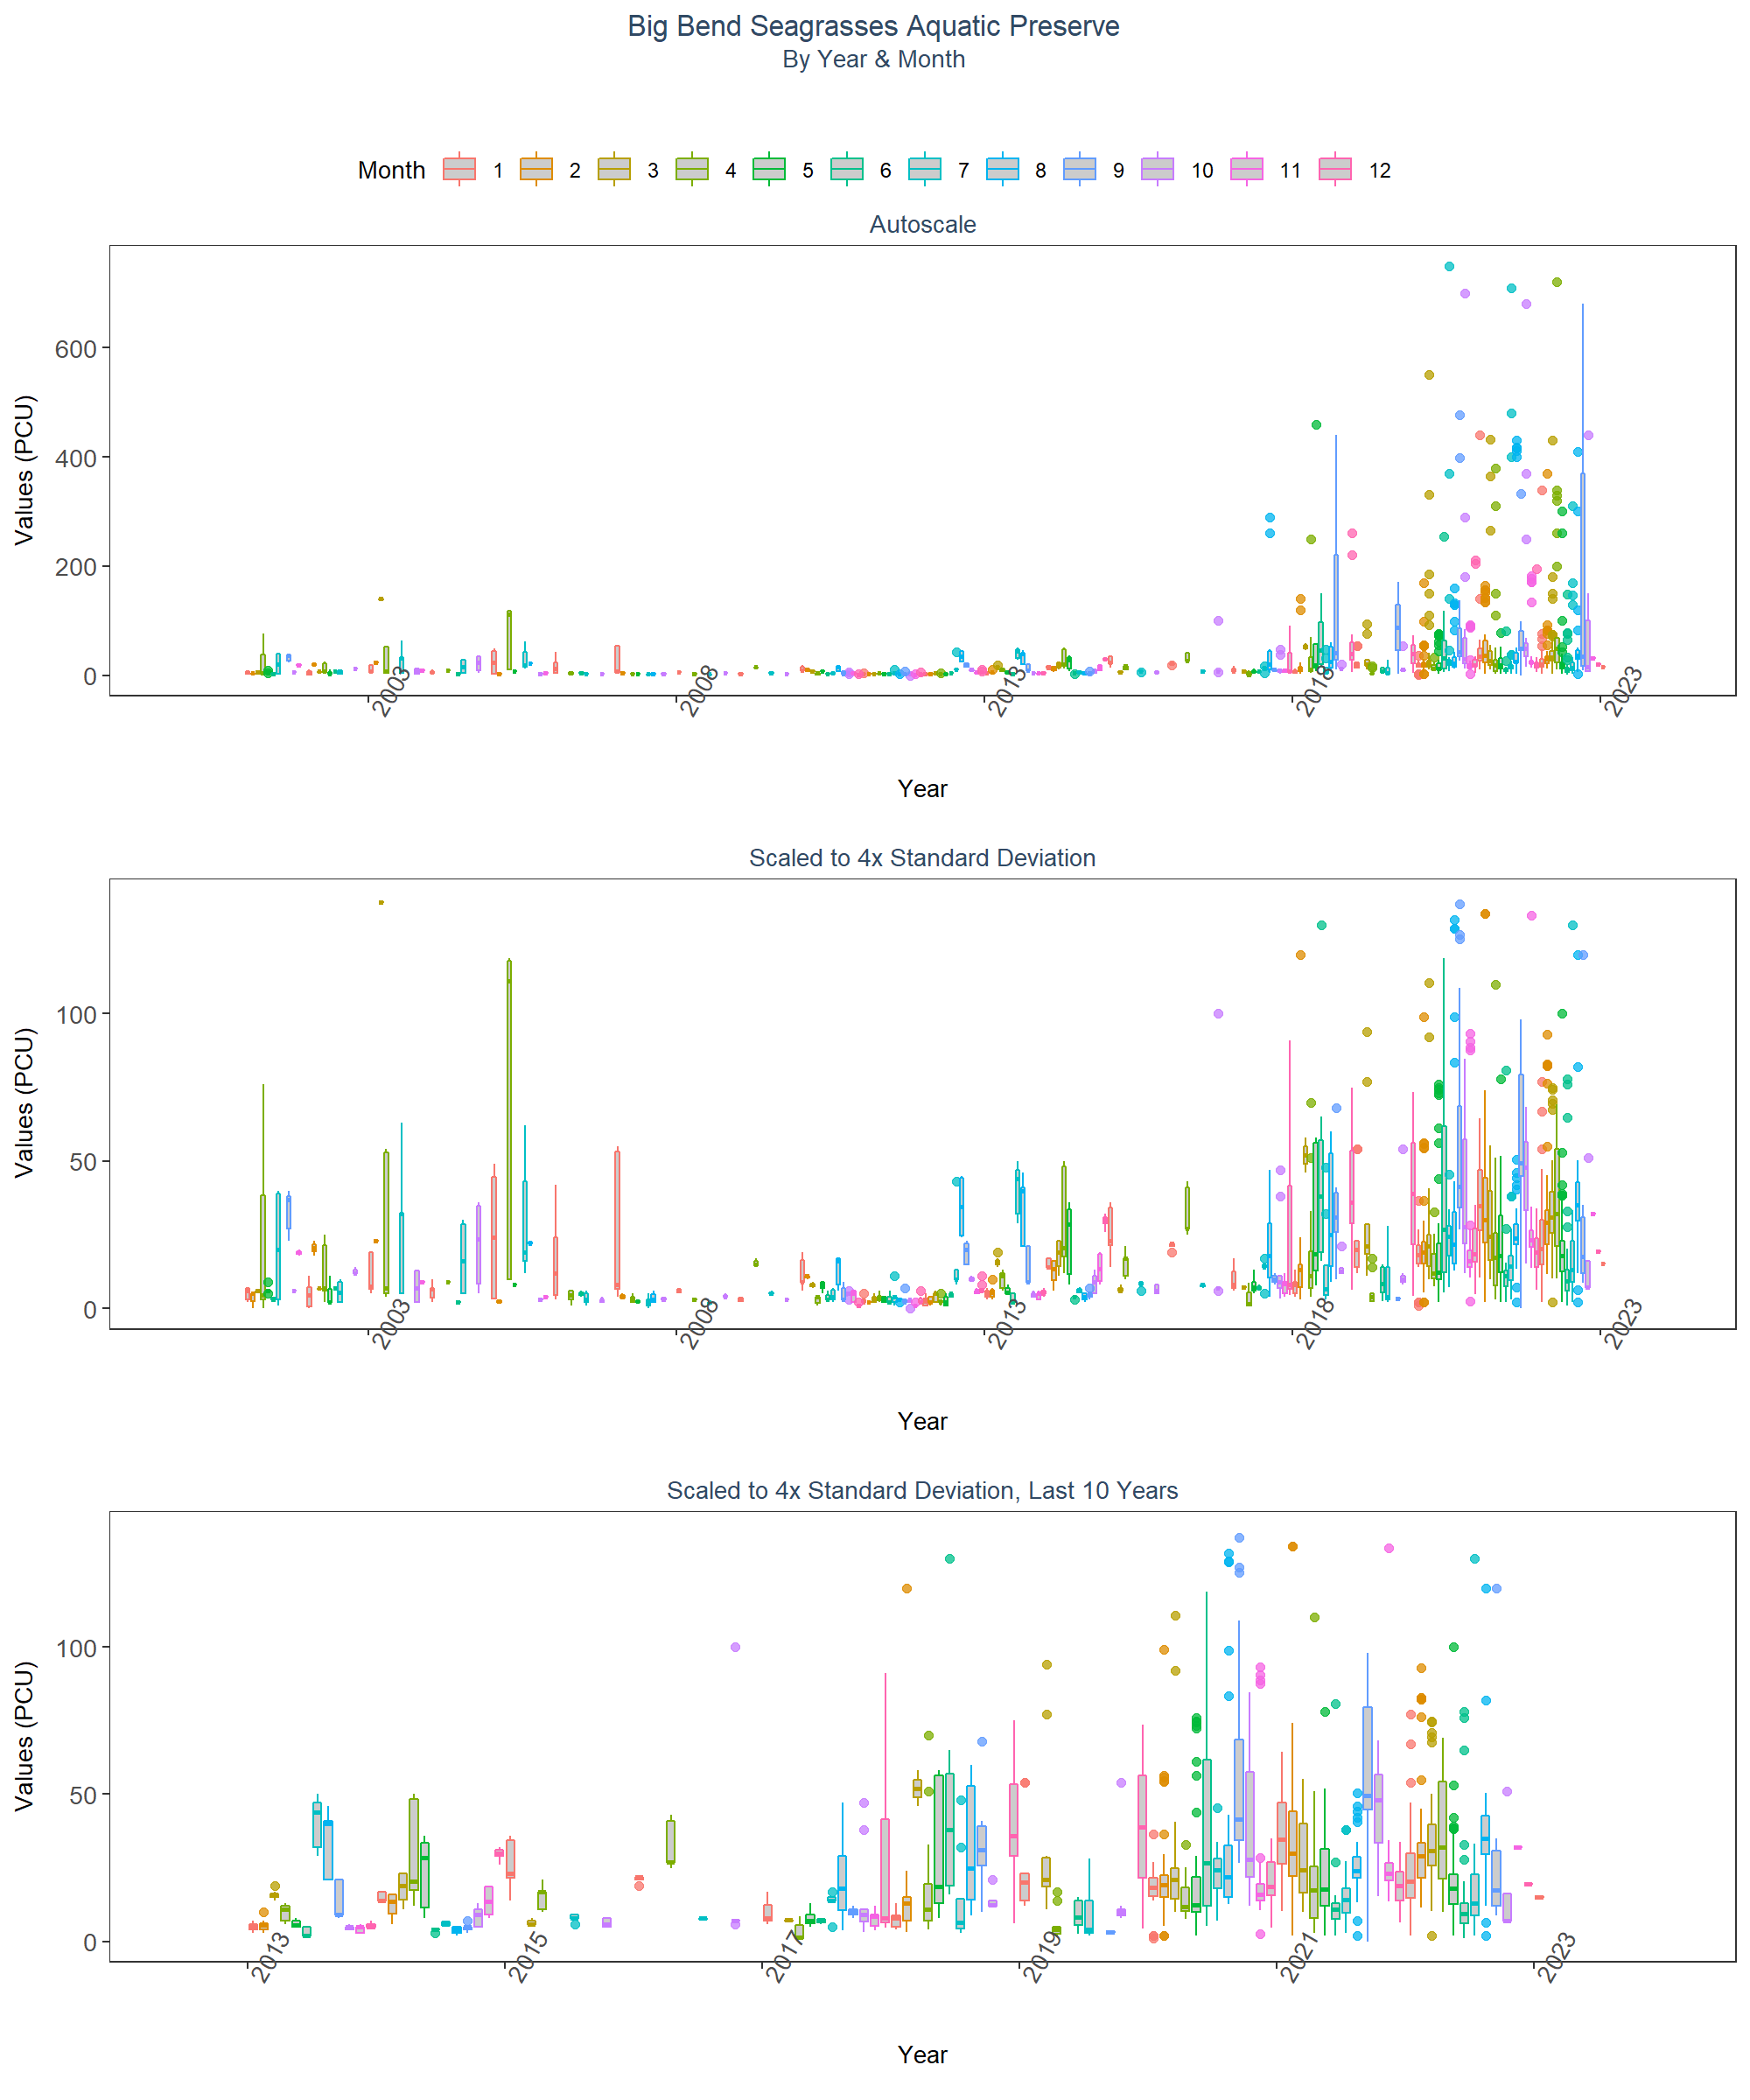 Big Bend Seagrasses Aquatic Preserve
By Year & Month
Month 1 2 3 4 5 6 7 8 9 10 11 12
Autoscale
Values (PCU)
600
400
200
0
2003 2008 2013 2018 2023
Year
Scaled to 4x Standard Deviation
Values (PCU)
100
50
0
2003 2008 2013 2018 2023
Year
Scaled to 4x Standard Deviation, Last 10 Years
Values (PCU)
100
50
0
2013 2015 2017 2019 2021 2023
Year